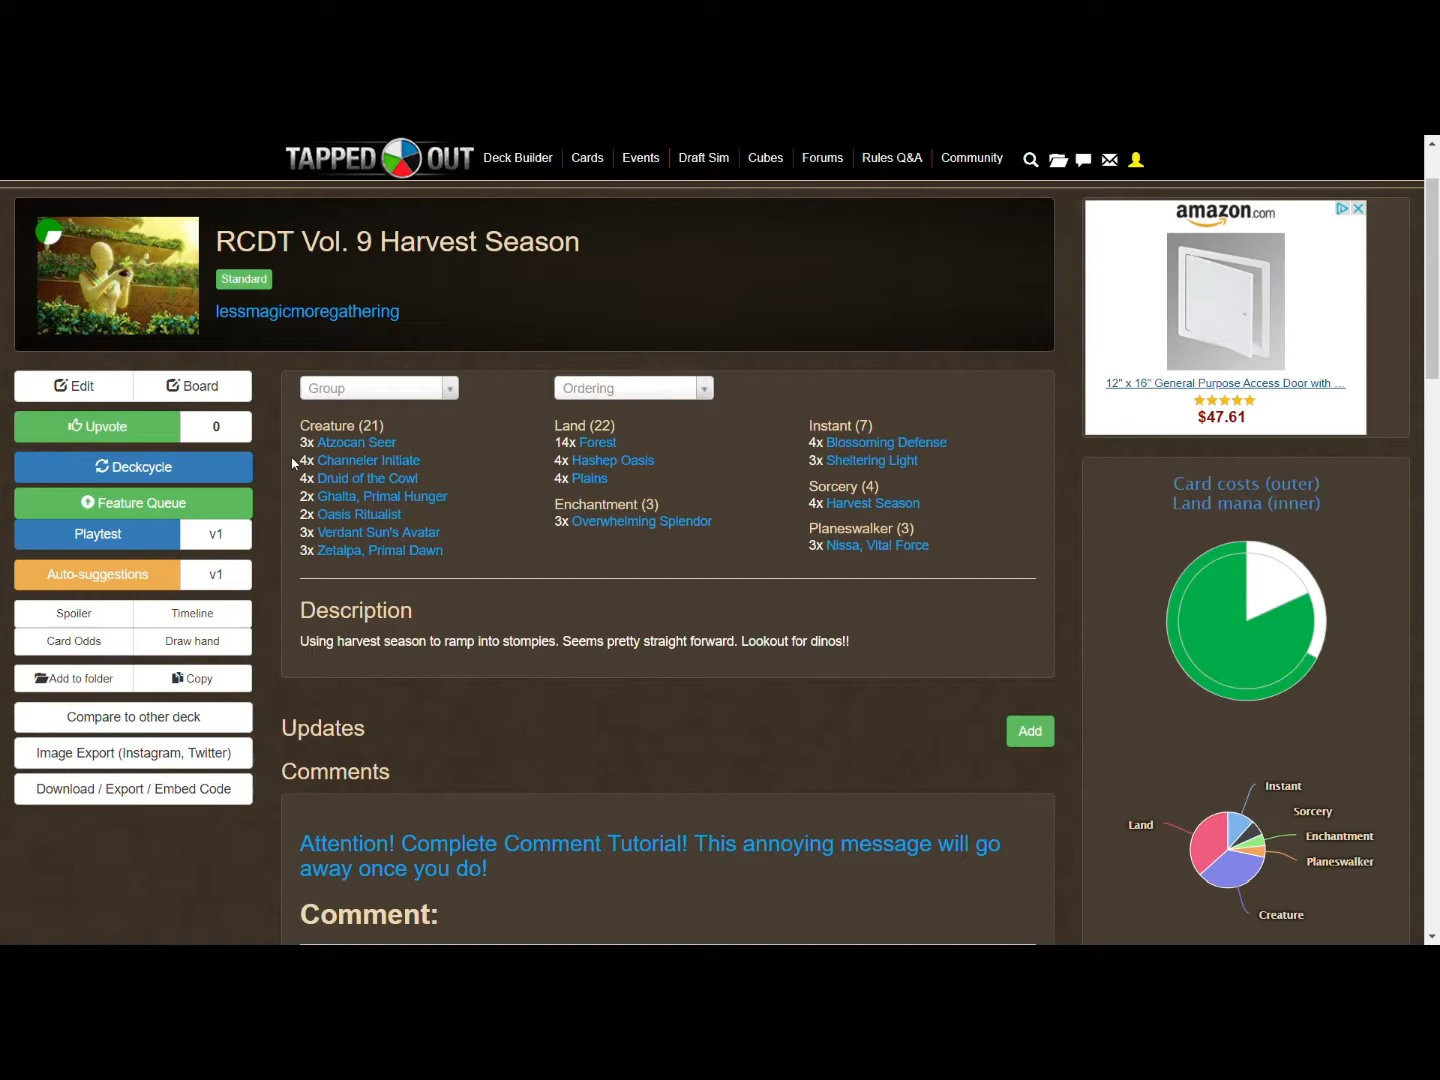 TAPPED OUT Deck Builder Cards Events Draft Sim Cubes Forums Rules Q&A Community
RCDT Vol. 9 Harvest Season
Standard
lessmagicmoregathering
amazon.com
12" x 16" General Purpose Access Door with ...
$47.61
Edit Board
Upvote 0
Deckcycle
Feature Queue
Playtest v1
Auto-suggestions v1
Spoiler Timeline
Card Odds Draw hand
Add to folder Copy
Compare to other deck
Image Export (Instagram, Twitter)
Download / Export / Embed Code
Group Ordering
Creature (21)
3x Atzocan Seer
4x Channeler Initiate
4x Druid of the Cowl
2x Ghalta, Primal Hunger
2x Oasis Ritualist
3x Verdant Sun's Avatar
3x Zetalpa, Primal Dawn
Land (22)
14x Forest
4x Hashep Oasis
4x Plains
Enchantment (3)
3x Overwhelming Splendor
Instant (7)
4x Blossoming Defense
3x Sheltering Light
Sorcery (4)
4x Harvest Season
Planeswalker (3)
3x Nissa, Vital Force
Description
Using harvest season to ramp into stompies. Seems pretty straight forward. Lookout for dinos!!
Updates
Add
Comments
Attention! Complete Comment Tutorial! This annoying message will go
away once you do!
Comment:
Card costs (outer)
Land mana (inner)
Instant
Sorcery
Land
Enchantment
Planeswalker
Creature